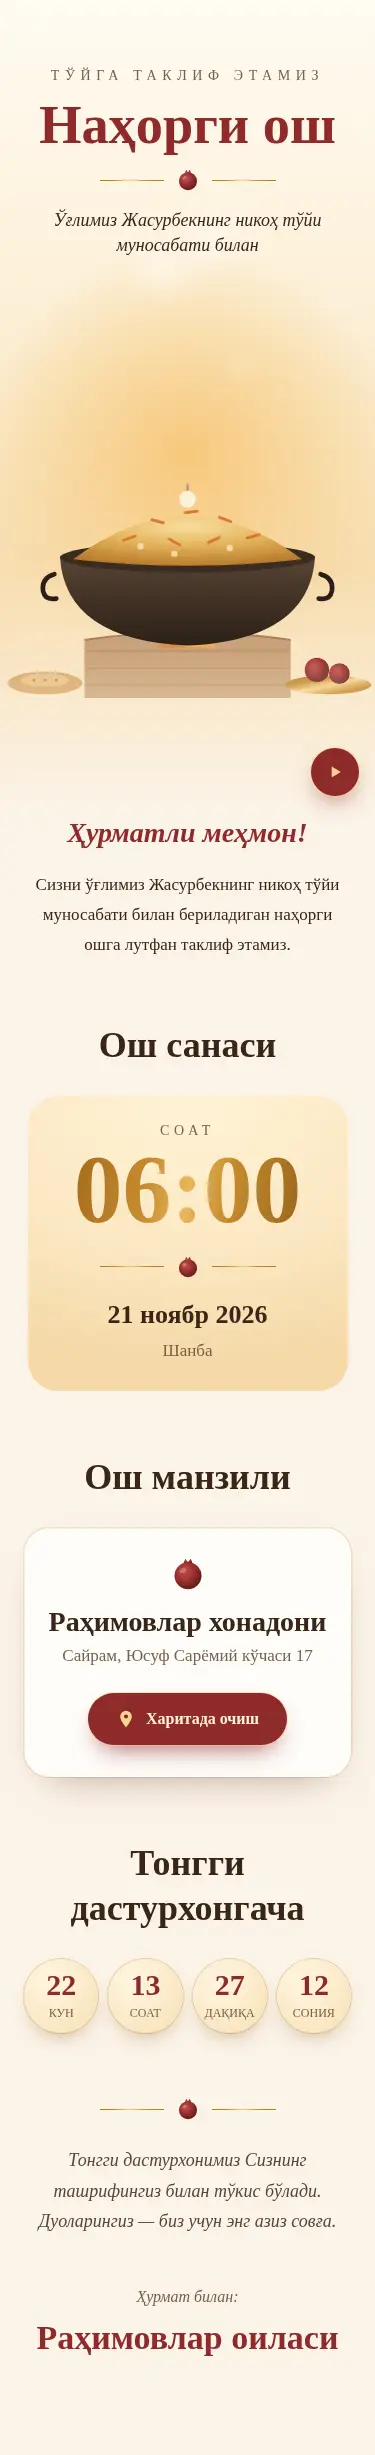 ТЎЙГА ТАКЛИФ ЭТАМИЗ
Наҳорги ош
Ўғлимиз Жасурбекнинг никоҳ тўйи
муносабати билан
Ҳурматли меҳмон!
Сизни ўғлимиз Жасурбекнинг никоҳ тўйи
муносабати билан бериладиган наҳорги
ошга лутфан таклиф этамиз.
Ош санаси
СОАТ
06:00
21 ноябр 2026
Шанба
Ош манзили
Раҳимовлар хонадони
Сайрам, Юсуф Сарёмий кўчаси 17
Харитада очиш
Тонгги
дастурхонгача
22 13 27 12
КУН СОАТ ДАҚИҚА СОНИЯ
Тонгги дастурхонимиз Сизнинг
ташрифингиз билан тўкис бўлади.
Дуоларингиз — биз учун энг азиз совға.
Ҳурмат билан:
Раҳимовлар оиласи